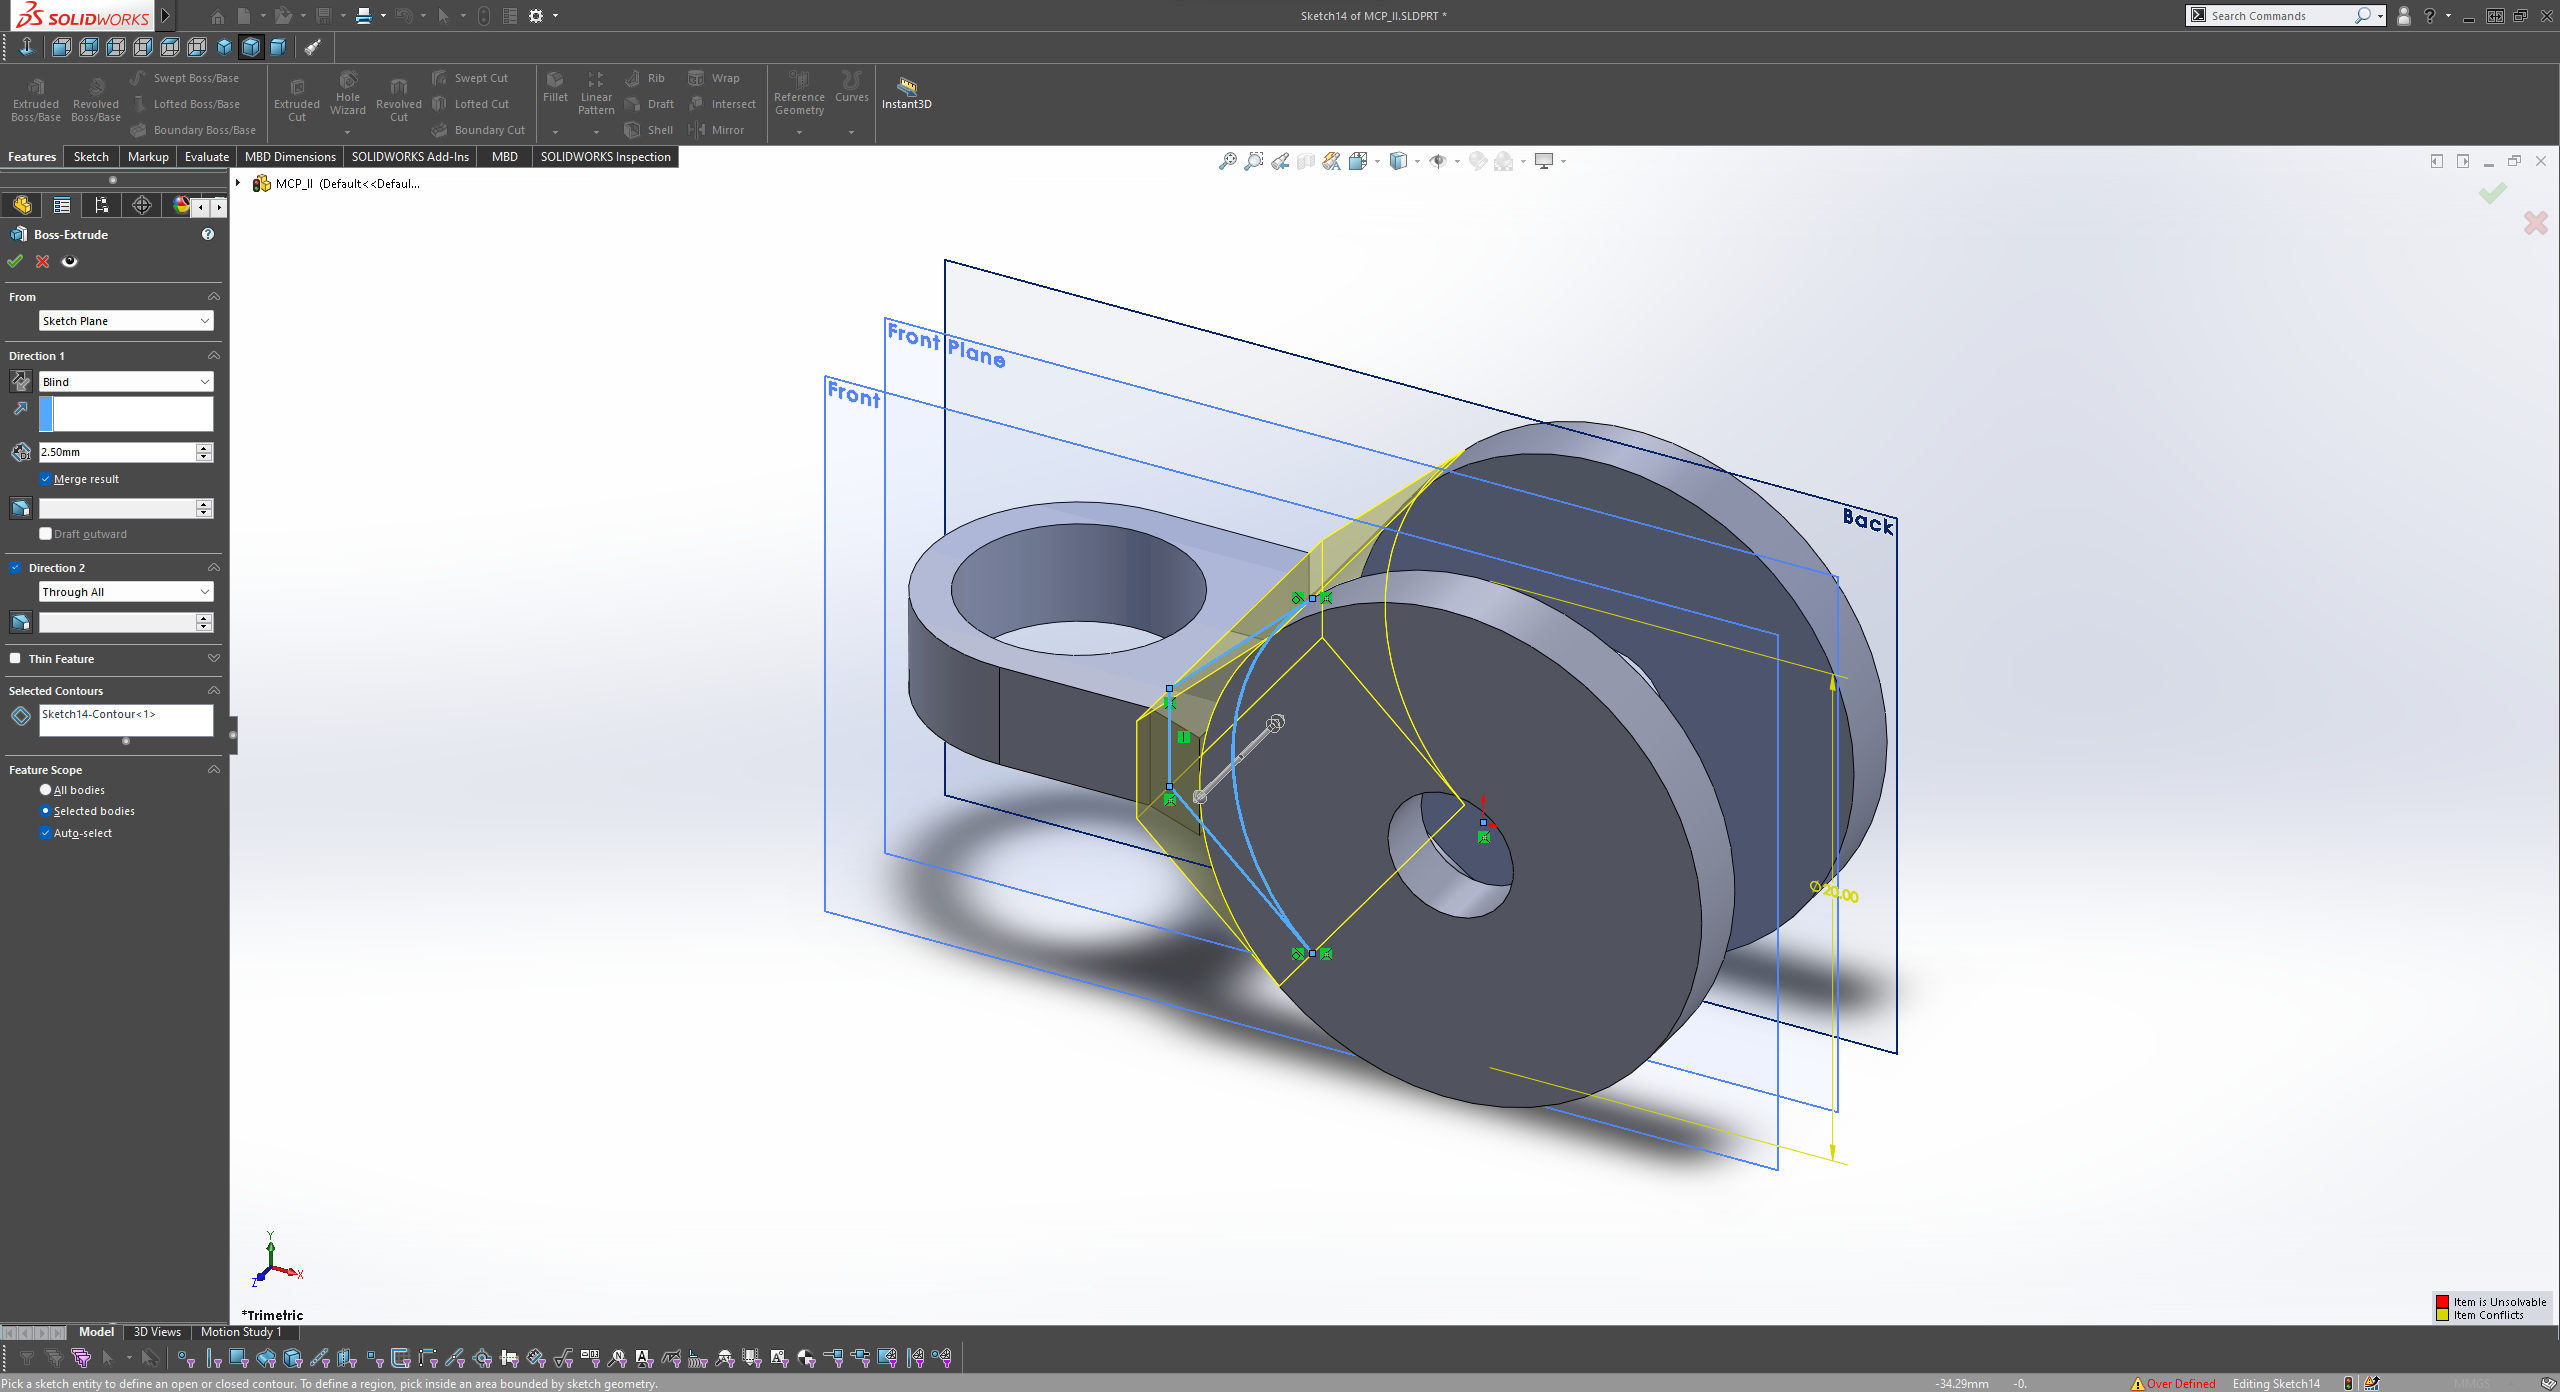 SOLIDWORKS
Sketch14 of MCP_II.SLDPRT *
Search Commands
Extruded Boss/Base
Revolved Boss/Base
Swept Boss/Base
Lofted Boss/Base
Boundary Boss/Base
Extruded Cut
Hole Wizard
Revolved Cut
Swept Cut
Lofted Cut
Boundary Cut
Fillet
Linear Pattern
Rib
Draft
Shell
Wrap
Intersect
Mirror
Reference Geometry
Curves
Instant3D
Features
Sketch
Markup
Evaluate
MBD Dimensions
SOLIDWORKS Add-Ins
MBD
SOLIDWORKS Inspection
MCP_II (Default<<Defaul...
Boss-Extrude
From
Sketch Plane
Direction 1
Blind
2.50mm
Merge result
Draft outward
Direction 2
Through All
Thin Feature
Selected Contours
Sketch14-Contour<1>
Feature Scope
All bodies
Selected bodies
Auto-select
Front Plane
Front
Back
∅20.00
Y
X
Z
*Trimetric
Item is Unsolvable
Item Conflicts
Model
3D Views
Motion Study 1
Pick a sketch entity to define an open or closed contour. To define a region, pick inside an area bounded by sketch geometry.
-34.29mm
-0.
Over Defined
Editing Sketch14
MMGS